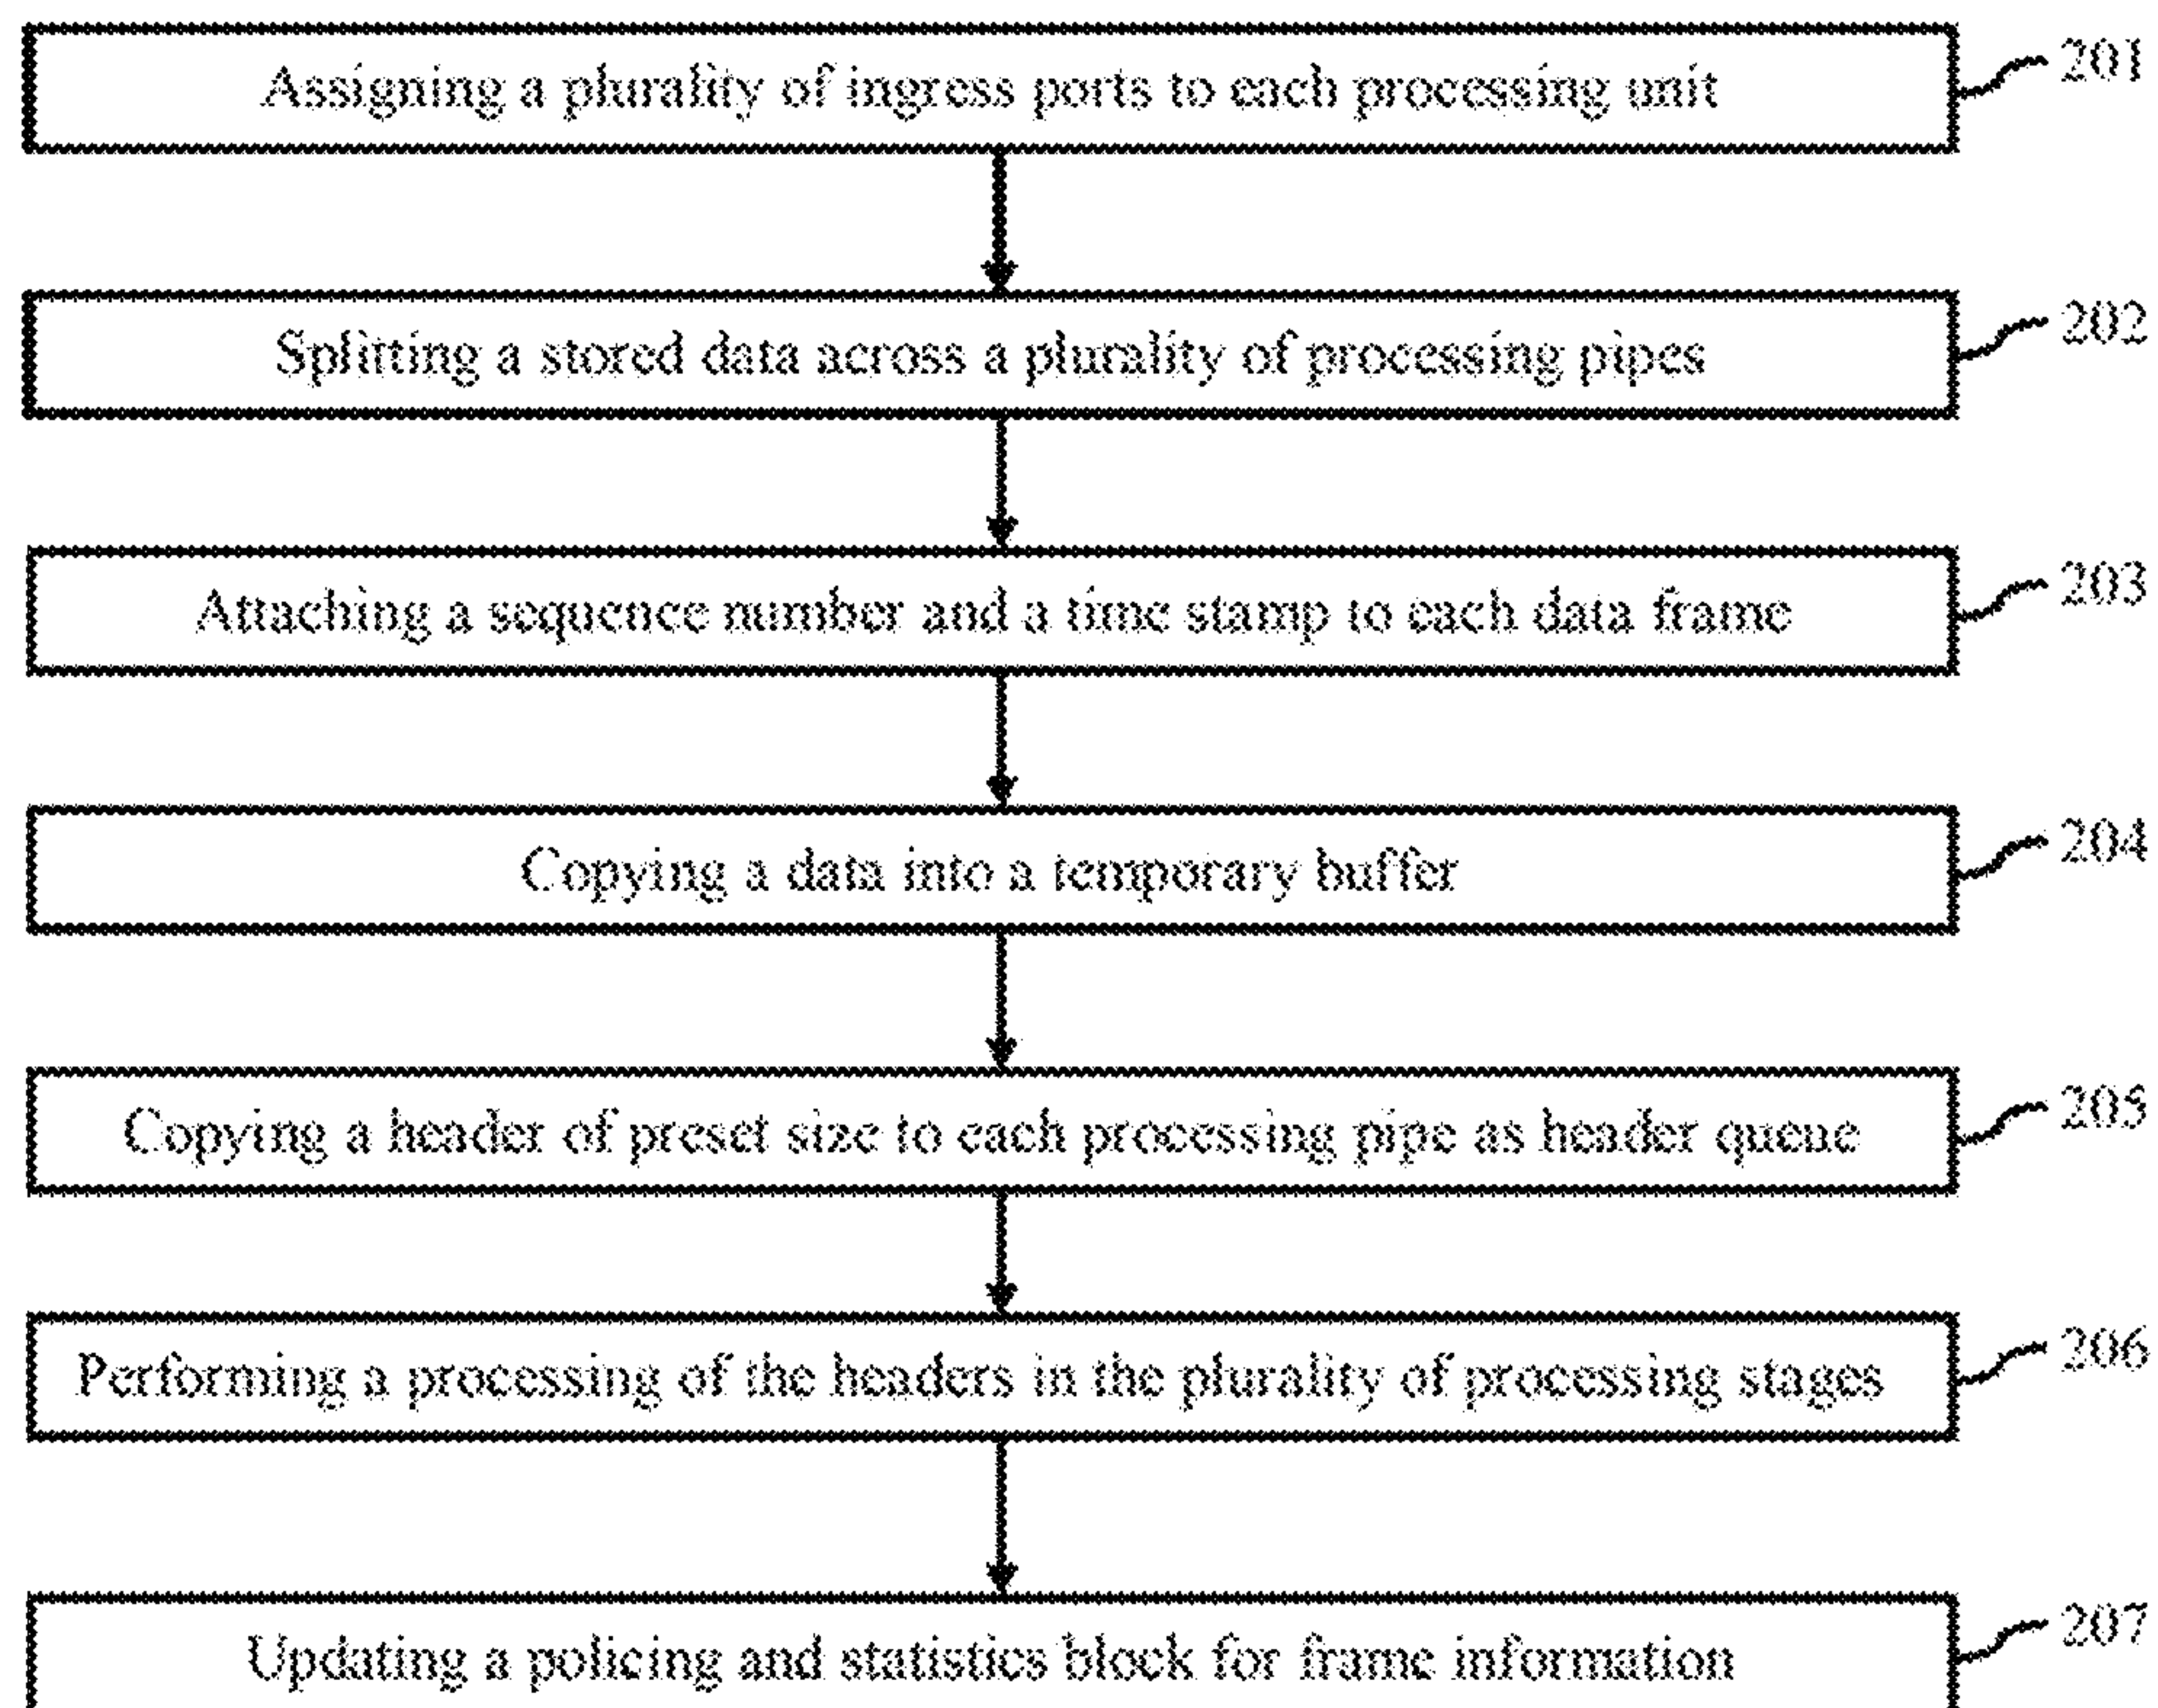 Assigning a plurality of ingress ports to each processing unit 201
Splitting a stored data across a plurality of processing pipes 202
Attaching a sequence number and a time stamp to each data frame 203
Copying a data into a temporary buffer 204
Copying a header of preset size to each processing pipe as header queue 205
Performing a processing of the headers in the plurality of processing stages 206
Updating a policing and statistics block for frame information 207